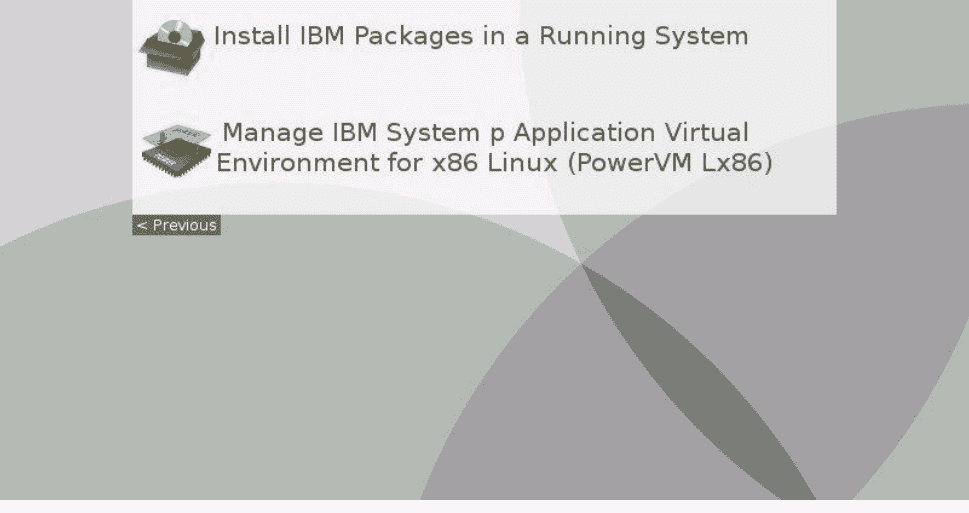 Install IBM Packages in a Running System
Manage IBM System p Application Virtual
Environment for x86 Linux (PowerVM Lx86)
< Previous